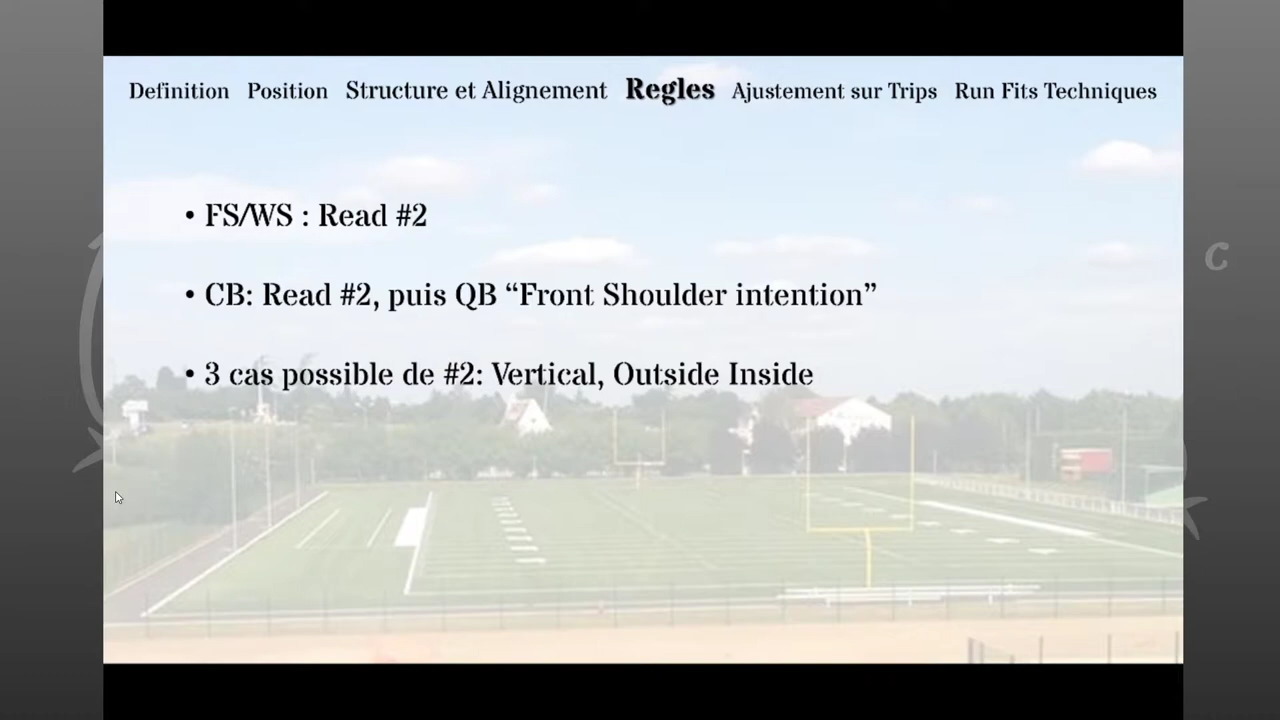 Definition Position Structure et Alignement Regles Ajustement sur Trips Run Fits Techniques
• FS/WS : Read #2
• CB: Read #2, puis QB “Front Shoulder intention”
• 3 cas possible de #2: Vertical, Outside Inside
c